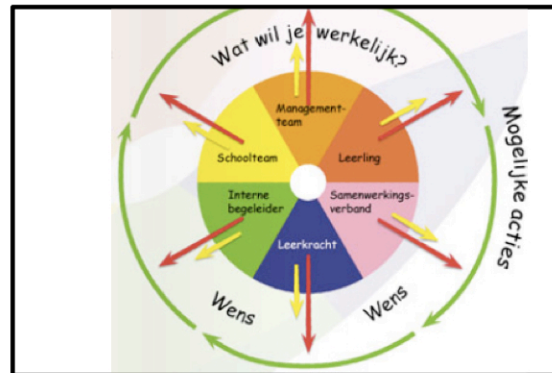 Wat wil je werkelijk?
Management-
team
Schoolteam
Leerling
Interne
begeleider
Samenwerkings-
verband
Leerkracht
Mogelijke acties
Wens
Wens